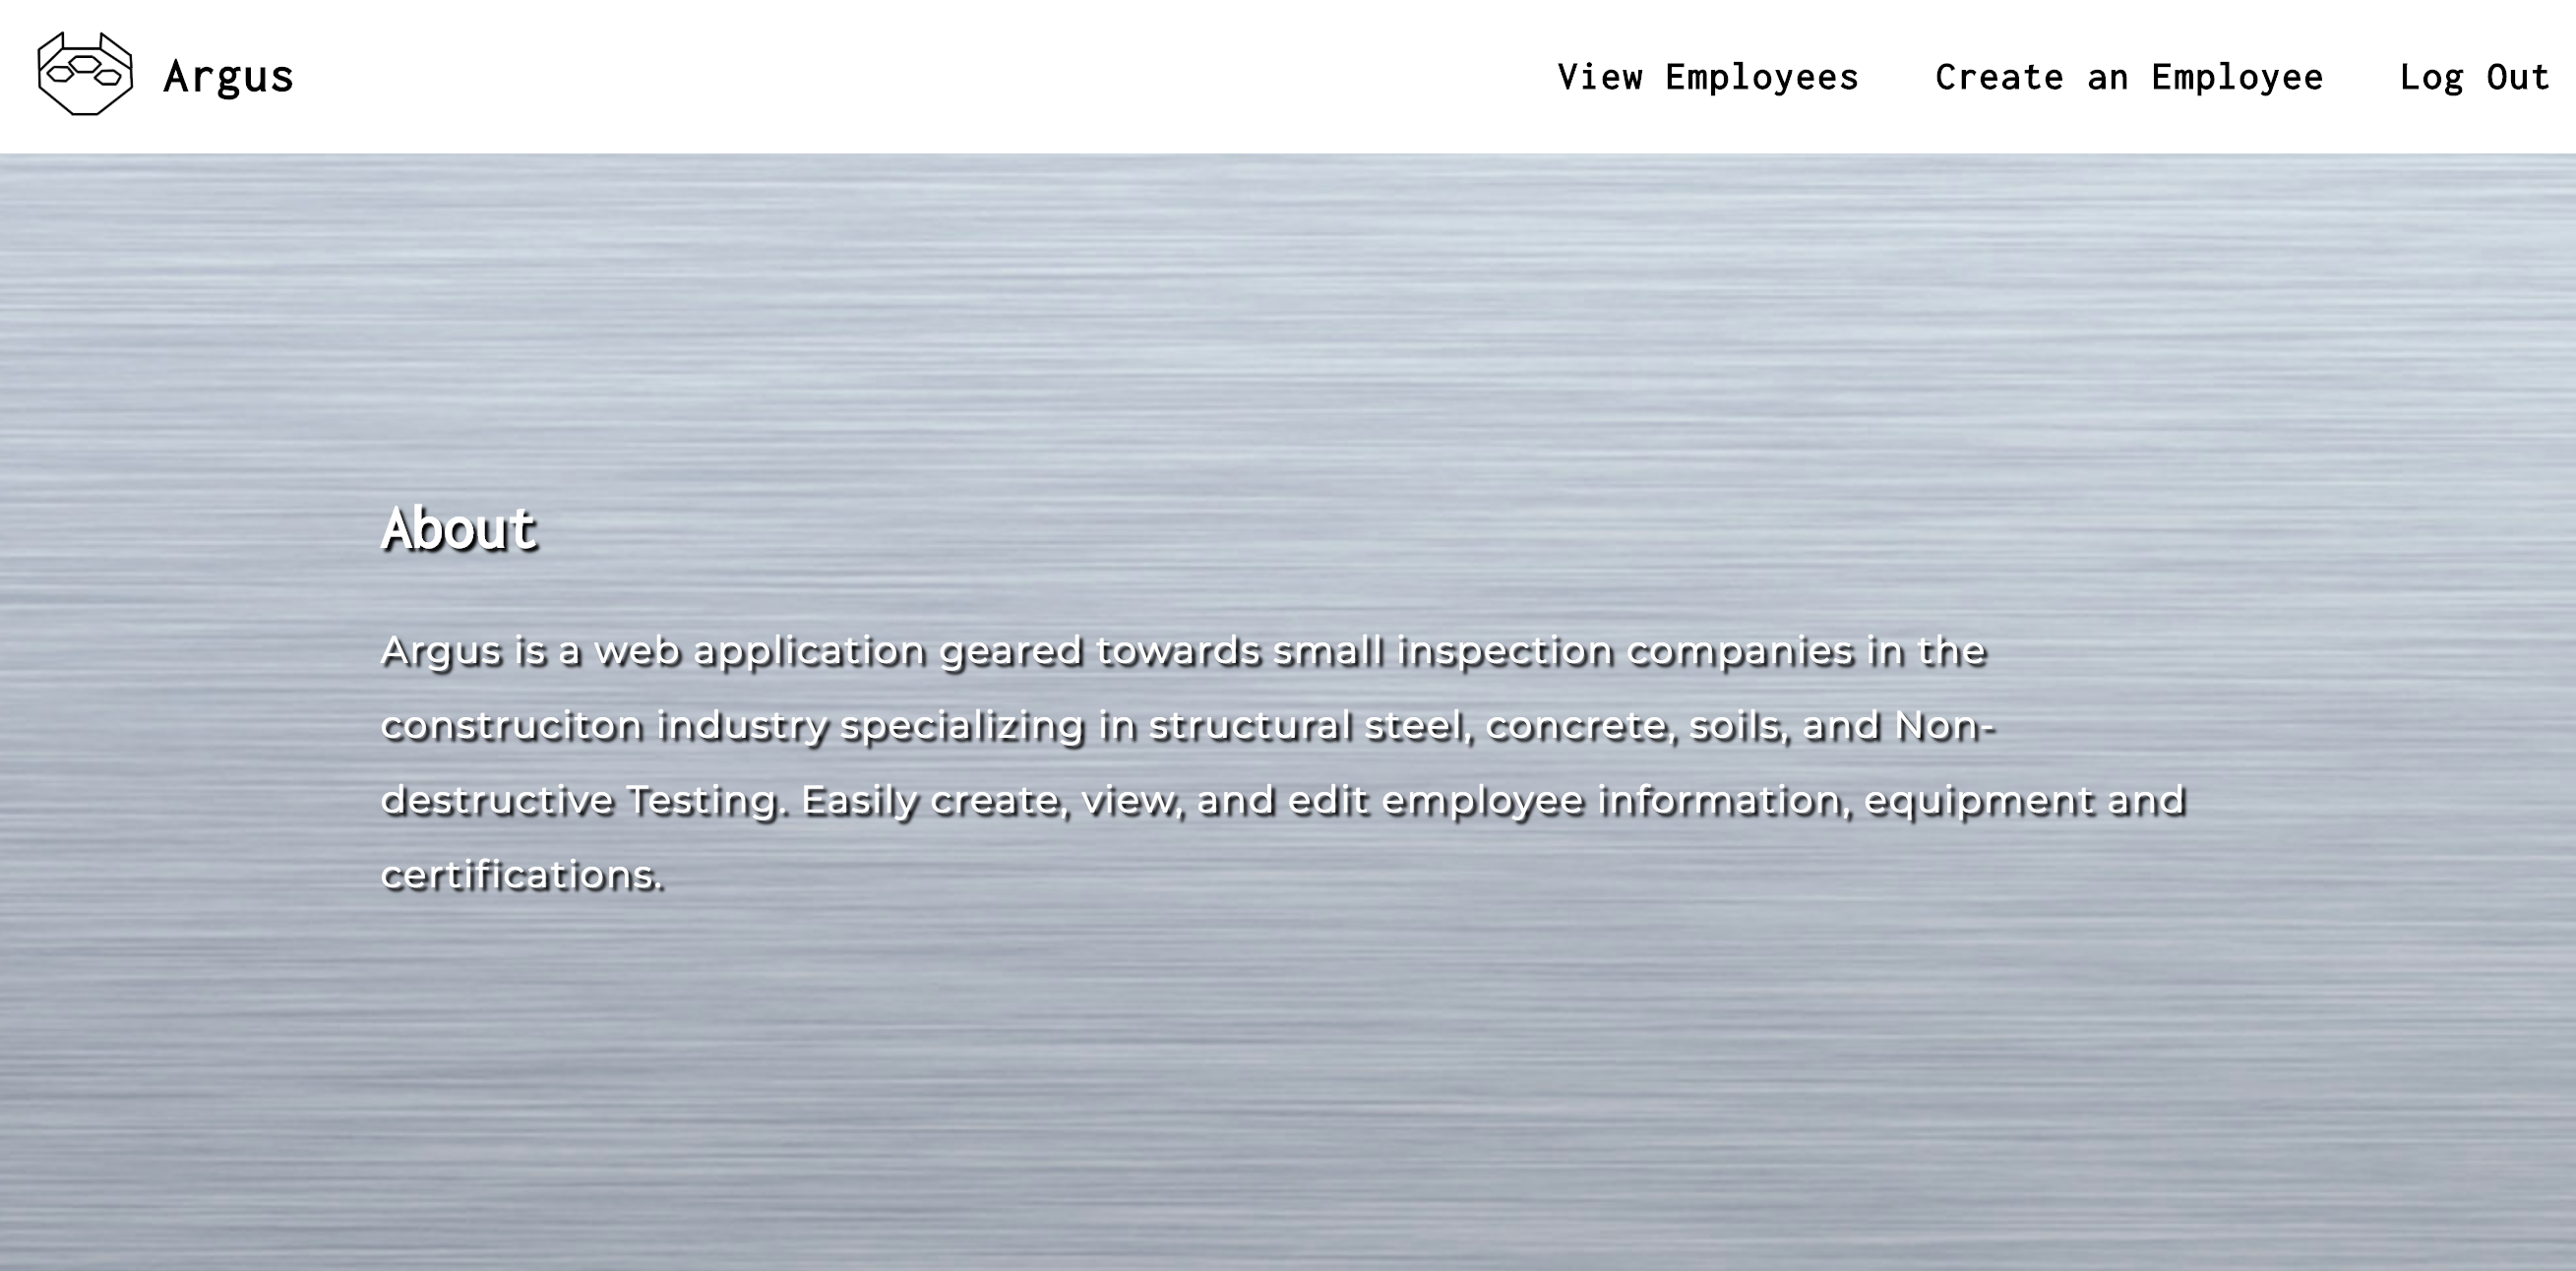 Argus
View Employees
Create an Employee
Log Out
About
Argus is a web application geared towards small inspection companies in the
construciton industry specializing in structural steel, concrete, soils, and Non-
destructive Testing. Easily create, view, and edit employee information, equipment and
certifications.